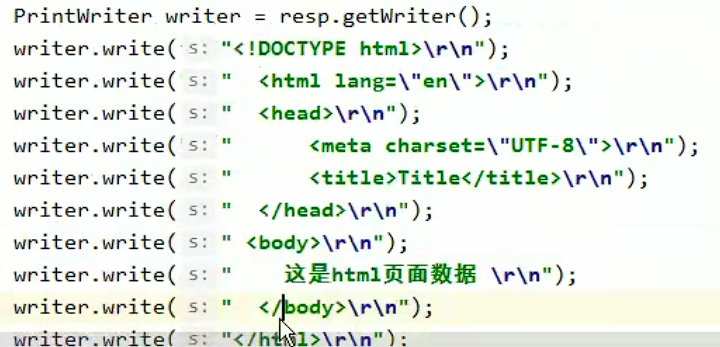 PrintWriter writer = resp.getWriter();
writer.write( s: "<!DOCTYPE html>\r\n");
writer.write( s: "  <html lang=\"en\">\r\n");
writer.write( s: "  <head>\r\n");
writer.write( s: "      <meta charset=\"UTF-8\">\r\n");
writer.write( s: "      <title>Title</title>\r\n");
writer.write( s: "  </head>\r\n");
writer.write( s: " <body>\r\n");
writer.write( s: "    这是html页面数据 \r\n");
writer.write( s: "  </body>\r\n");
writer.write( s: "</html>\r\n");